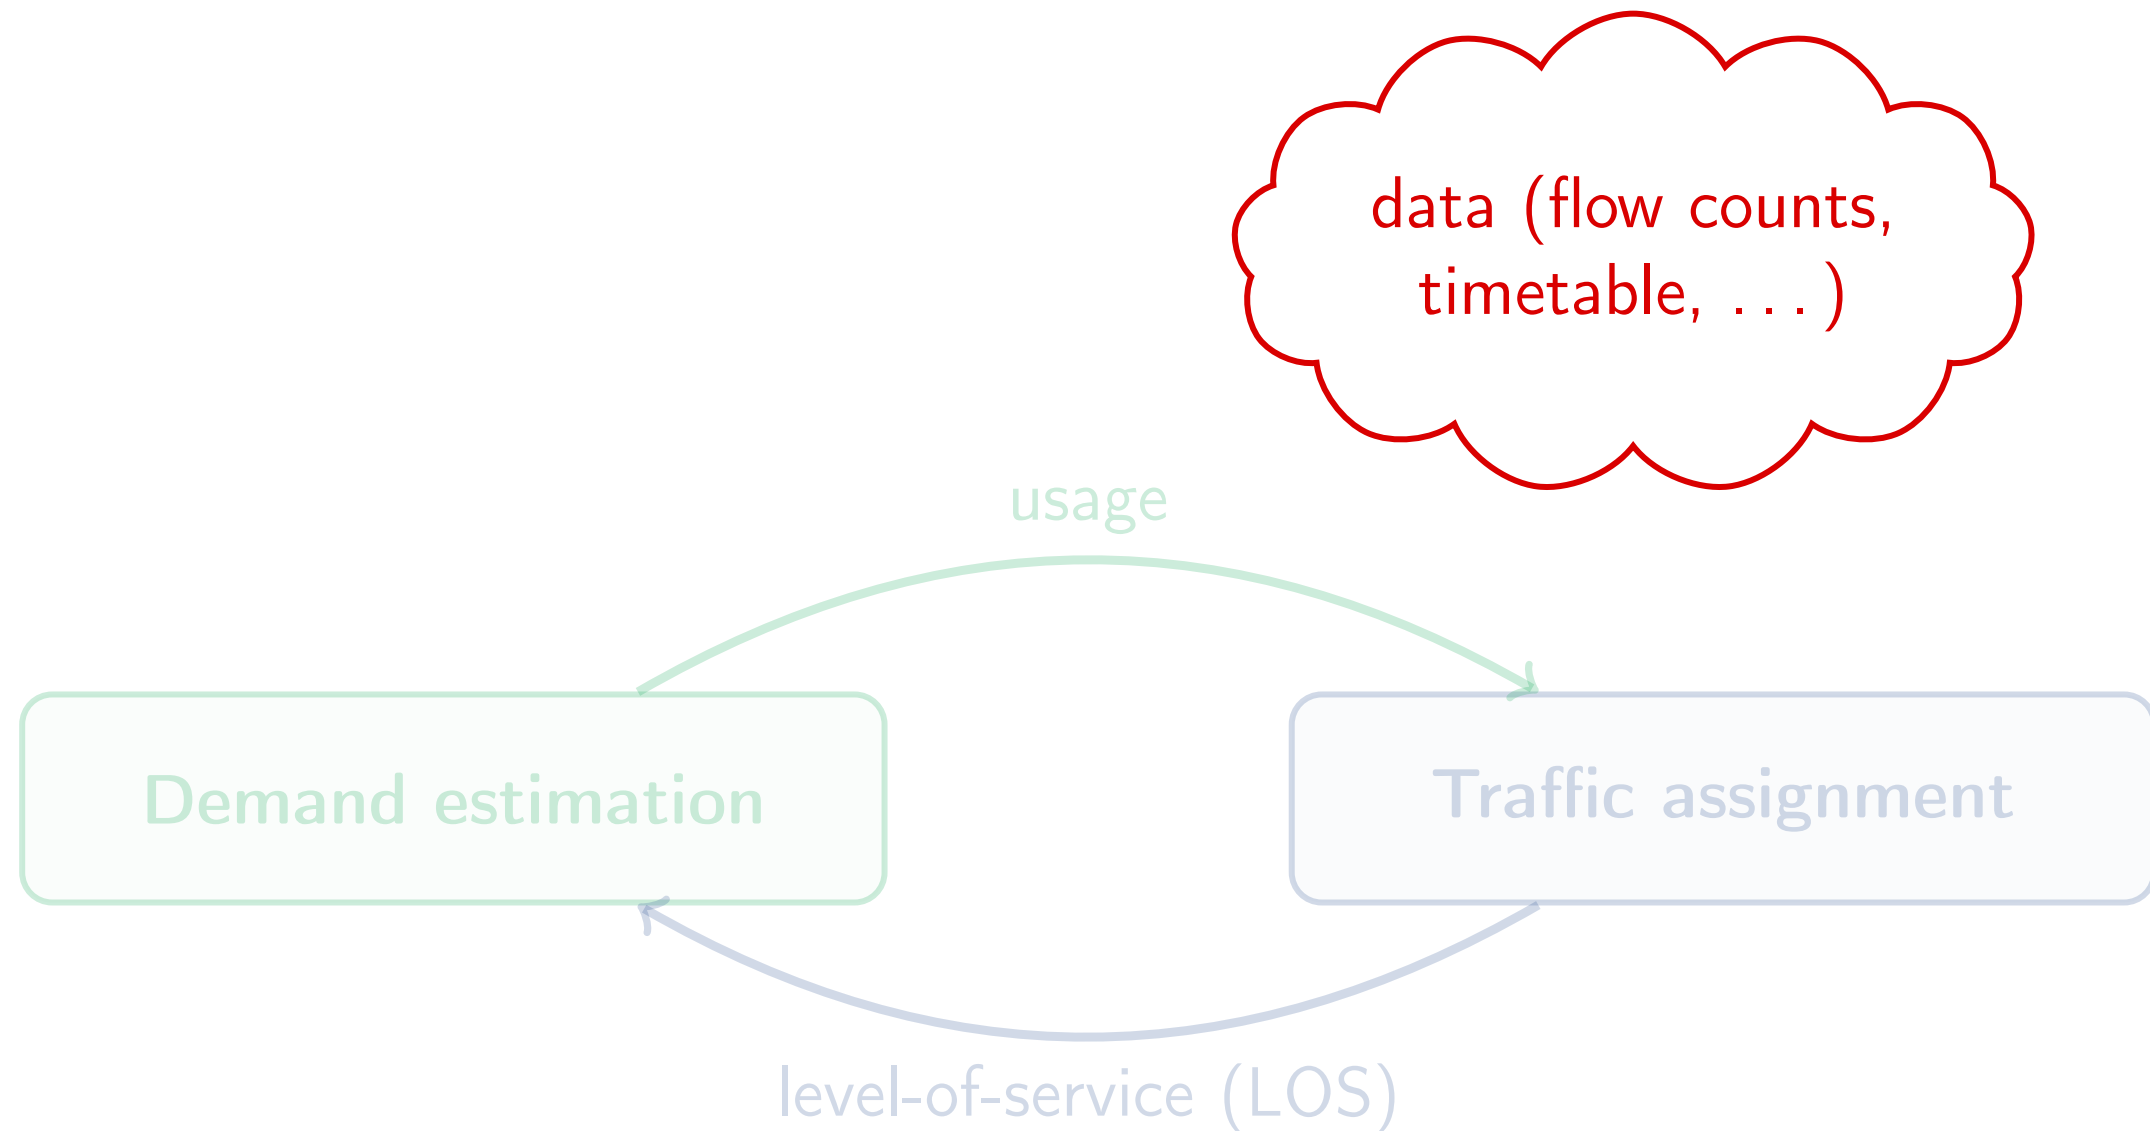 data (flow counts,
timetable, . . . )
usage
Demand estimation
Traffic assignment
level-of-service (LOS)